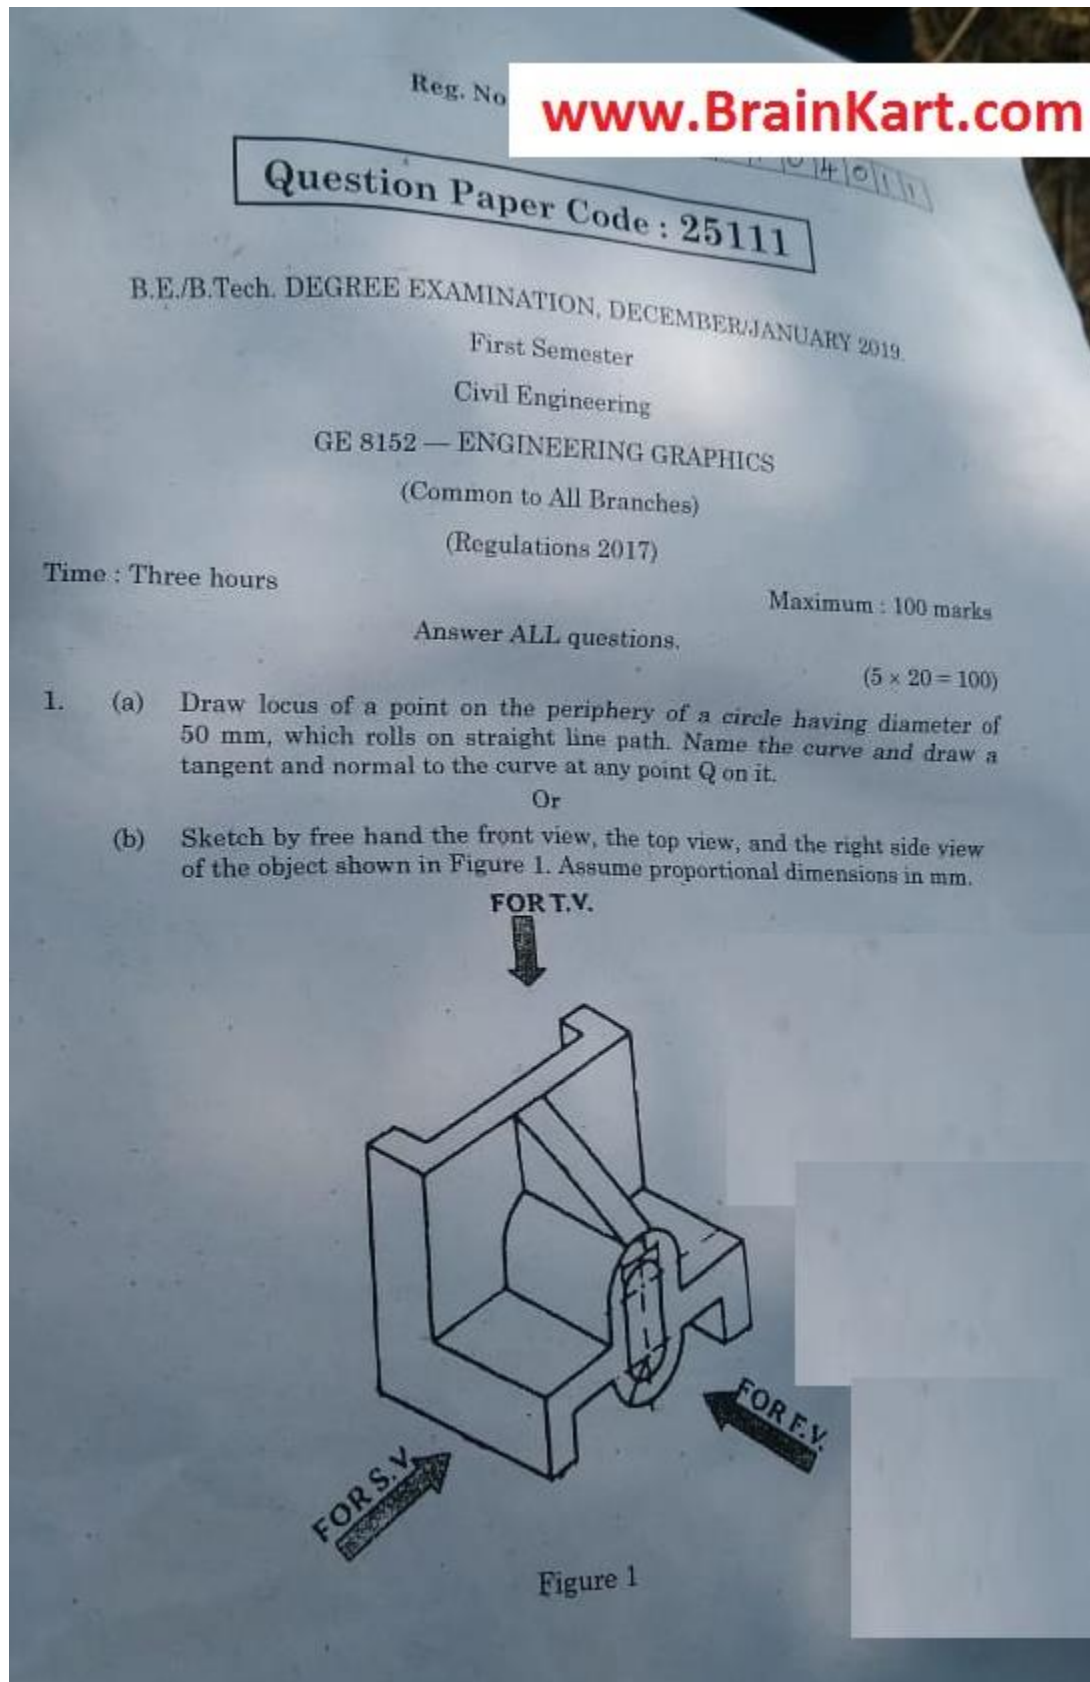 Reg. No
www.BrainKart.com
4 0 1 1
Question Paper Code : 25111
B.E./B.Tech. DEGREE EXAMINATION, DECEMBER/JANUARY 2019.
First Semester
Civil Engineering
GE 8152 — ENGINEERING GRAPHICS
(Common to All Branches)
(Regulations 2017)
Time : Three hours
Maximum : 100 marks
Answer ALL questions.
(5 × 20 = 100)
1. (a) Draw locus of a point on the periphery of a circle having diameter of
50 mm, which rolls on straight line path. Name the curve and draw a
tangent and normal to the curve at any point Q on it.
Or
(b) Sketch by free hand the front view, the top view, and the right side view
of the object shown in Figure 1. Assume proportional dimensions in mm.
FOR T.V.
FOR F.V.
FOR S.V.
Figure 1